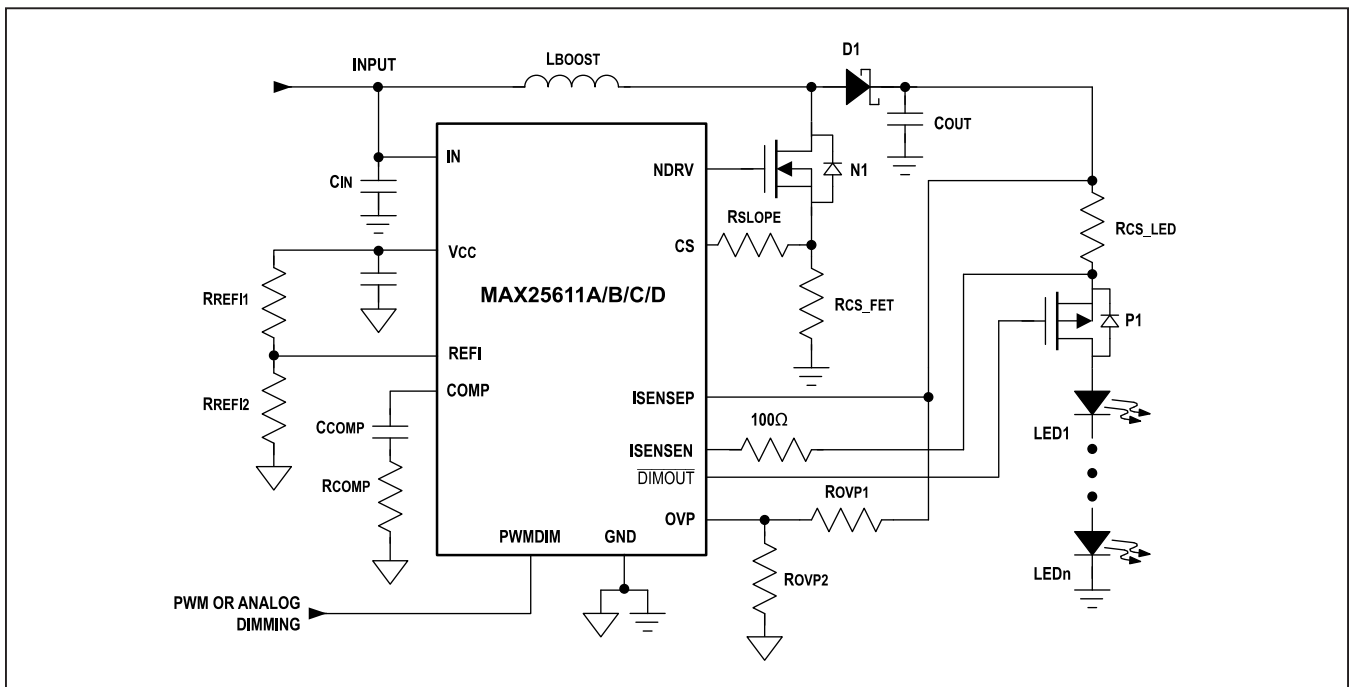 INPUT
LBOOST
D1
COUT
IN
NDRV
N1
CIN
RSLOPE
RCS_LED
VCC
CS
MAX25611A/B/C/D
RREFI1
RCS_FET
P1
REFI
COMP
RREFI2
ISENSEP
CCOMP
100Ω
LED1
ISENSEN
DIMOUT
RCOMP
ROVP1
OVP
PWMDIM
GND
LEDn
ROVP2
PWM OR ANALOG
DIMMING